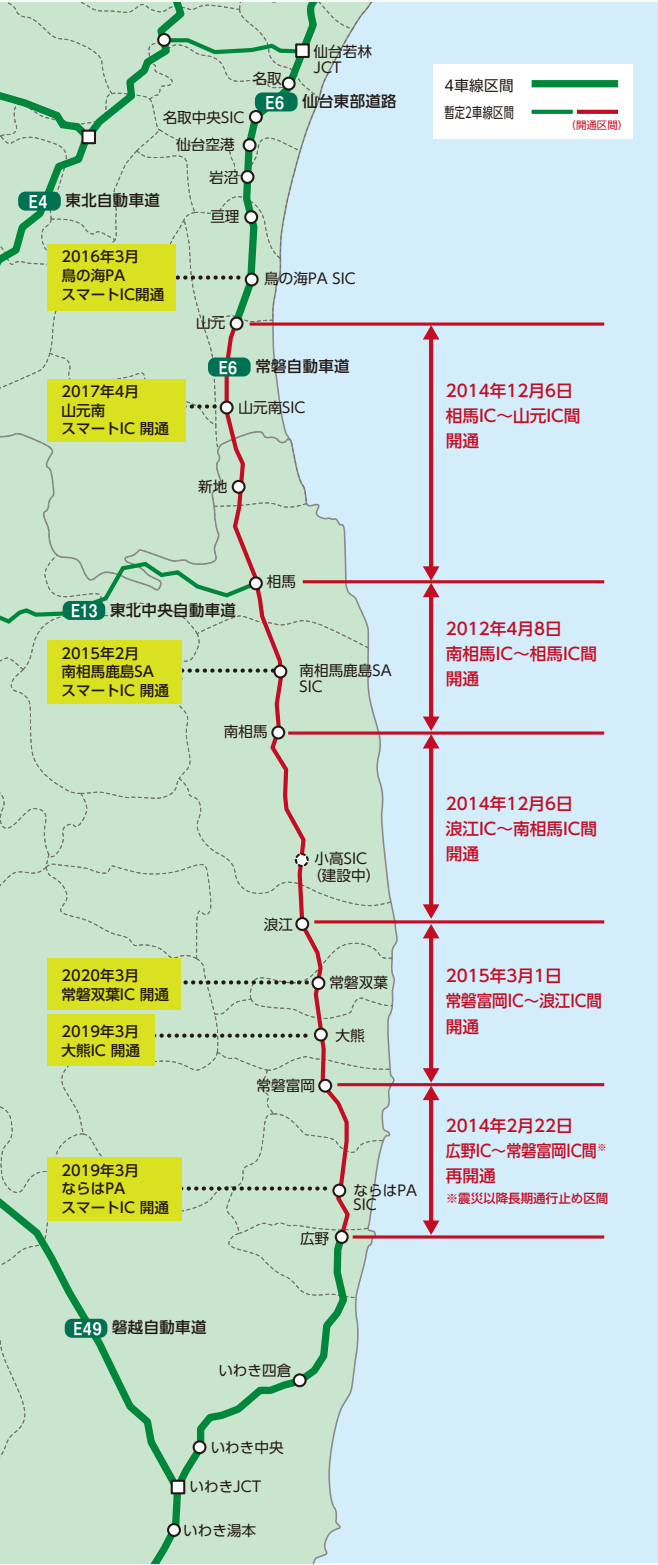 仙台若林
JCT
名取
E6 仙台東部道路
4車線区間
暫定2車線区間
(開通区間)
名取中央SIC
仙台空港
岩沼
E4 東北自動車道
亘理
2016年3月
鳥の海PA
スマートIC開通
鳥の海PA SIC
山元
E6 常磐自動車道
2014年12月6日
相馬IC～山元IC間
開通
2017年4月
山元南
スマートIC 開通
山元南SIC
新地
相馬
E13 東北中央自動車道
2012年4月8日
南相馬IC～相馬IC間
開通
2015年2月
南相馬鹿島SA
スマートIC 開通
南相馬鹿島SA
SIC
南相馬
2014年12月6日
浪江IC～南相馬IC間
開通
小高SIC
(建設中)
浪江
2020年3月
常磐双葉IC 開通
常磐双葉
2015年3月1日
常磐富岡IC～浪江IC間
開通
2019年3月
大熊IC 開通
大熊
常磐富岡
2014年2月22日
広野IC～常磐富岡IC間※
再開通
※震災以降長期通行止め区間
2019年3月
ならはPA
スマートIC 開通
ならはPA
SIC
広野
E49 磐越自動車道
いわき四倉
いわき中央
いわきJCT
いわき湯本